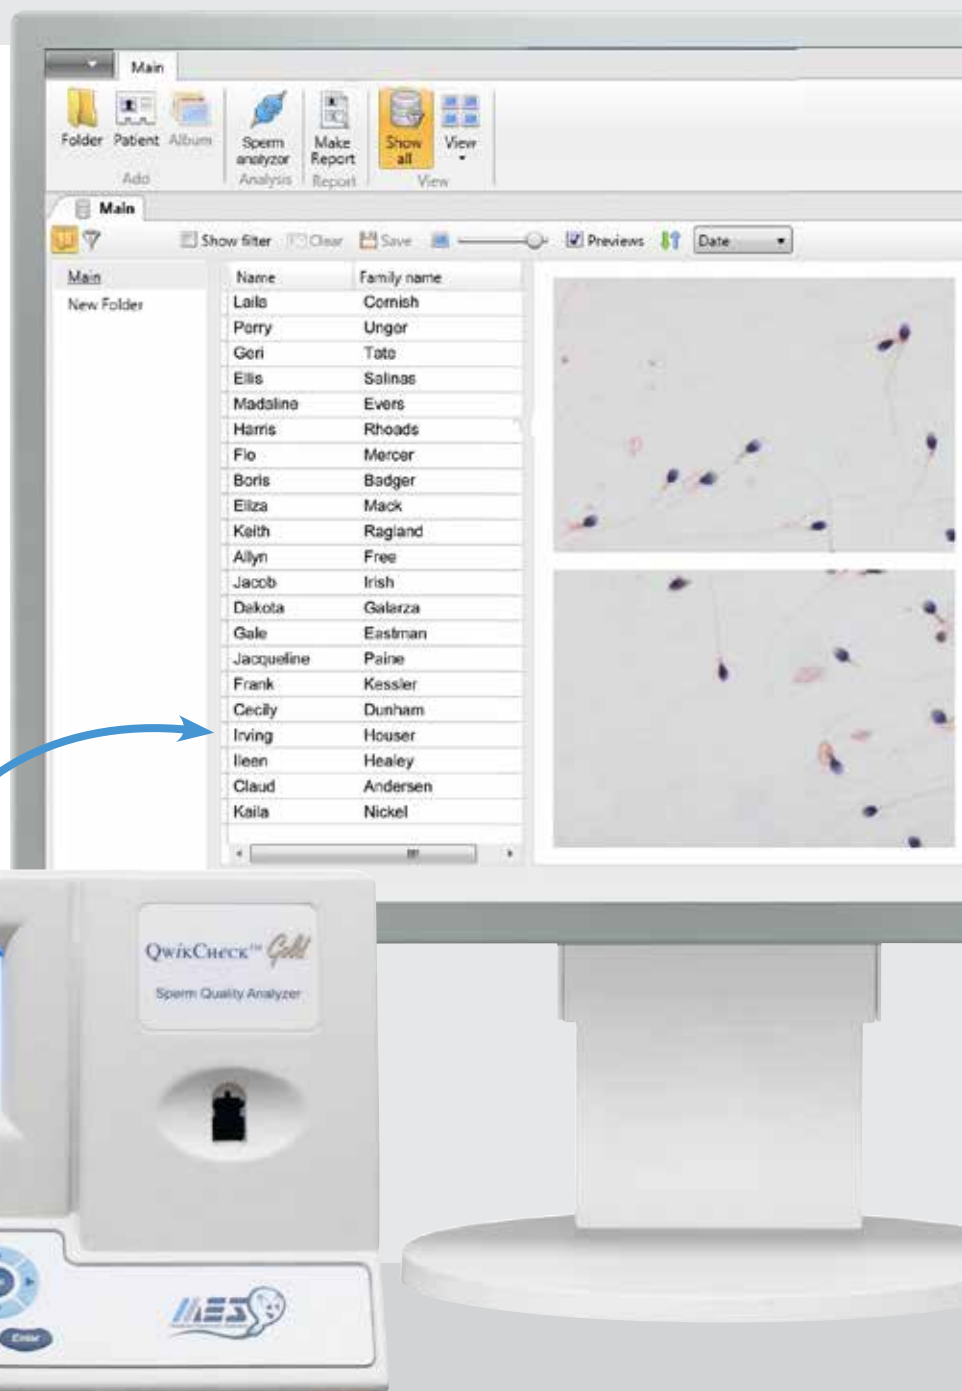 Main
Folder Patient Album Sperm analyzer Make Report Show all View
Add Analysis Report View
Main
Show filter Clear Save Previews Date
Main
New Folder
Name Family name
Laila Cornish
Perry Unger
Geri Tate
Ellis Salinas
Madaline Evers
Harris Rhoads
Flo Mercer
Boris Badger
Eliza Mack
Keith Ragland
Allyn Free
Jacob Irish
Dakota Galarza
Gale Eastman
Jacqueline Paine
Frank Kessler
Cecily Dunham
Irving Houser
Ileen Healey
Claud Andersen
Kaila Nickel
QwikCheck™ Gold
Sperm Quality Analyzer
MES
Enter